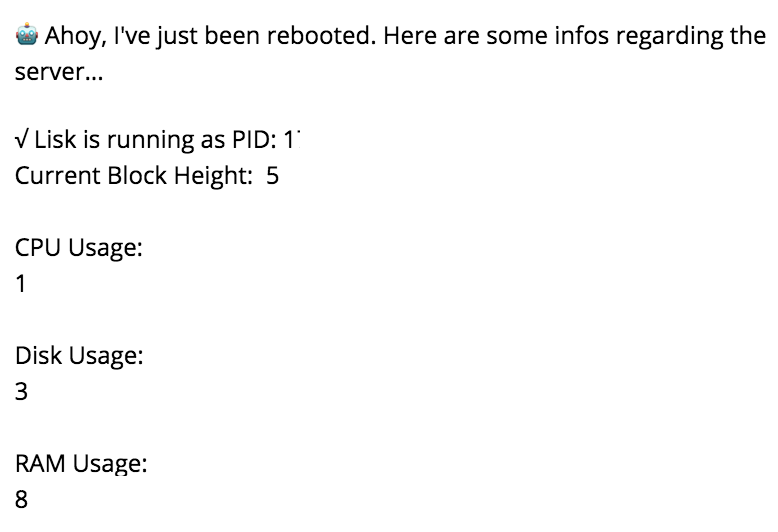 🤖 Ahoy, I've just been rebooted. Here are some infos regarding the
server...
√ Lisk is running as PID: 1
Current Block Height: 5
CPU Usage:
1
Disk Usage:
3
RAM Usage:
8